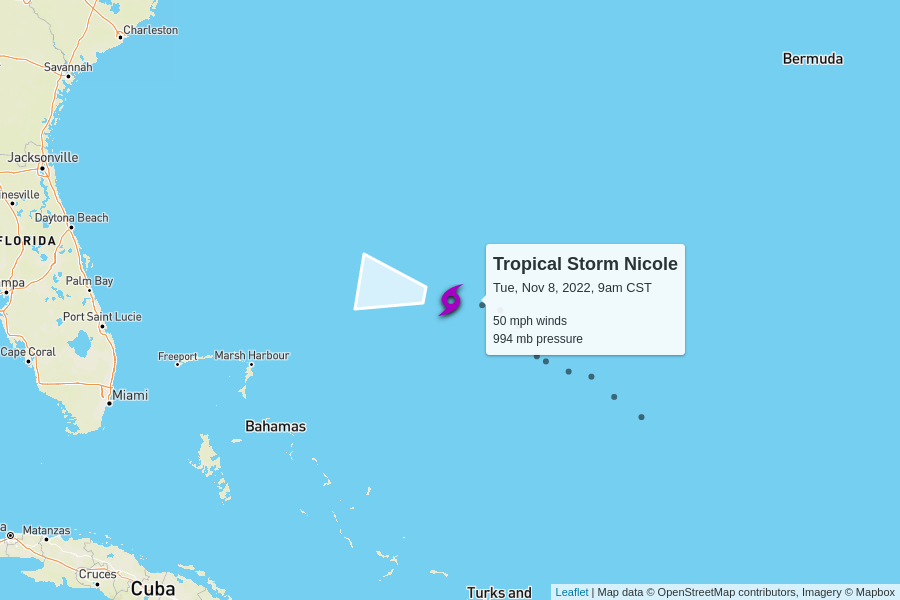 Charleston
Bermuda
Savannah
Jacksonville
inesville
Daytona Beach
FLORIDA
Tropical Storm Nicole
Tue, Nov 8, 2022, 9am CST
50 mph winds
994 mb pressure
mpa
Palm Bay
Port Saint Lucie
Cape Coral
Freeport
Marsh Harbour
Miami
Bahamas
a
Matanzas
Cruces
Cuba
Turks and
Leaflet | Map data © OpenStreetMap contributors, Imagery © Mapbox